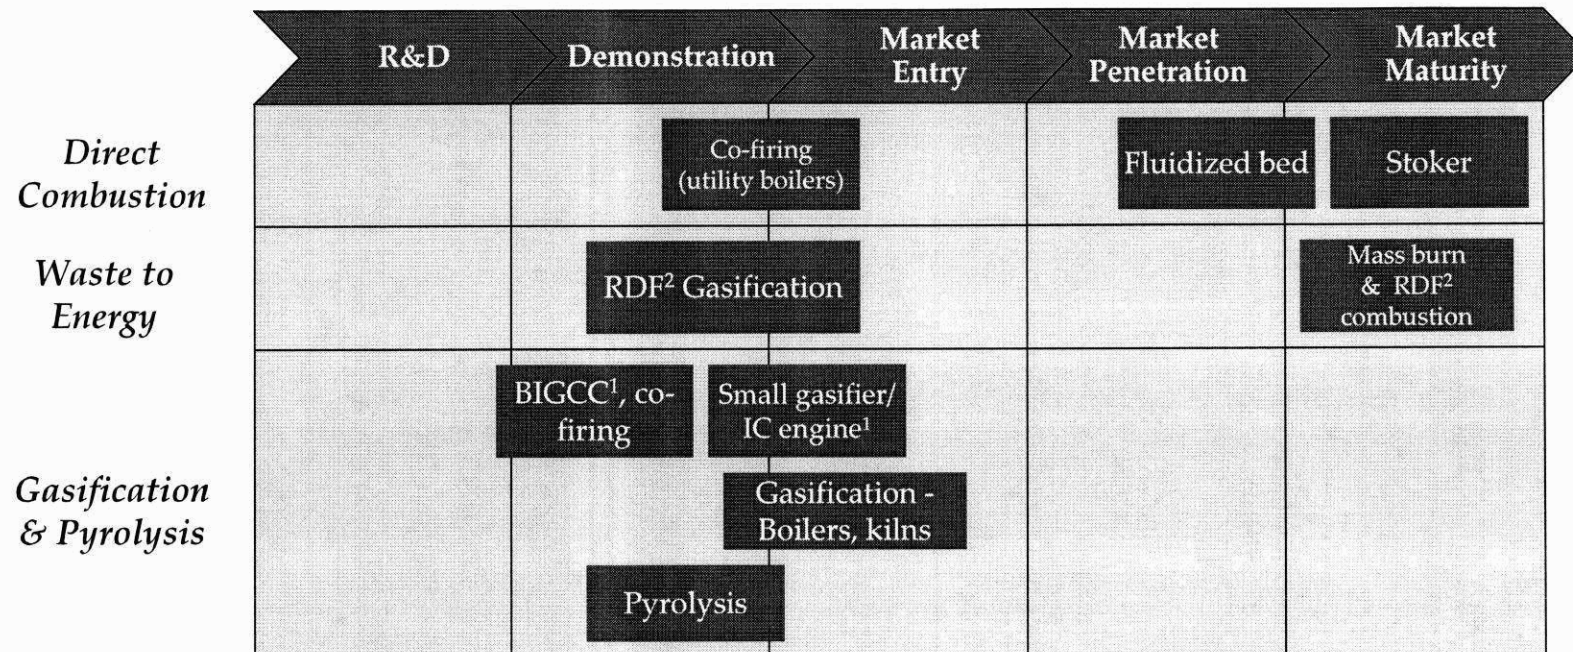 R&D
Demonstration
Market
Entry
Market
Penetration
Market
Maturity
Direct
Combustion
Co-firing
(utility boilers)
Fluidized bed
Stoker
Waste to
Energy
RDF² Gasification
Mass burn
& RDF²
combustion
Gasification
& Pyrolysis
BIGCC¹, co-
firing
Small gasifier/
IC engine¹
Gasification -
Boilers, kilns
Pyrolysis